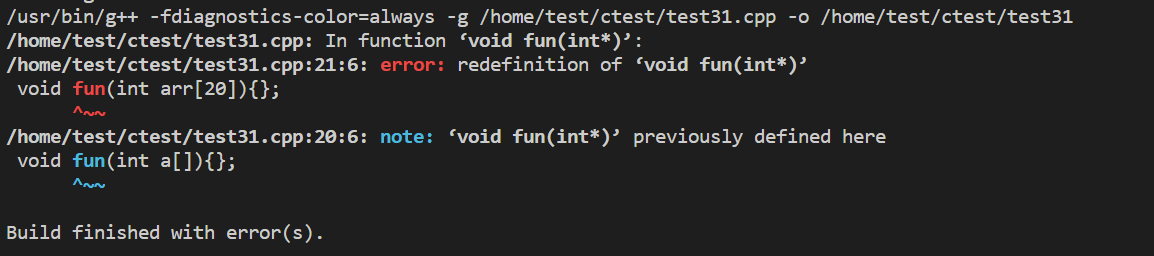 /usr/bin/g++ -fdiagnostics-color=always -g /home/test/ctest/test31.cpp -o /home/test/ctest/test31
/home/test/ctest/test31.cpp: In function ‘void fun(int*)’:
/home/test/ctest/test31.cpp:21:6: error: redefinition of ‘void fun(int*)’
 void fun(int arr[20]){};
      ^~~
/home/test/ctest/test31.cpp:20:6: note: ‘void fun(int*)’ previously defined here
 void fun(int a[]){};
      ^~~
Build finished with error(s).